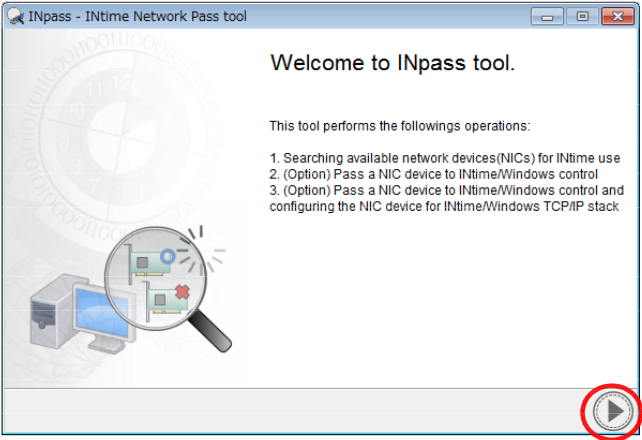 INpass - INtime Network Pass tool
Welcome to INpass tool.
This tool performs the followings operations:
1. Searching available network devices(NICs) for INtime use
2. (Option) Pass a NIC device to INtime/Windows control
3. (Option) Pass a NIC device to INtime/Windows control and
configuring the NIC device for INtime/Windows TCP/IP stack